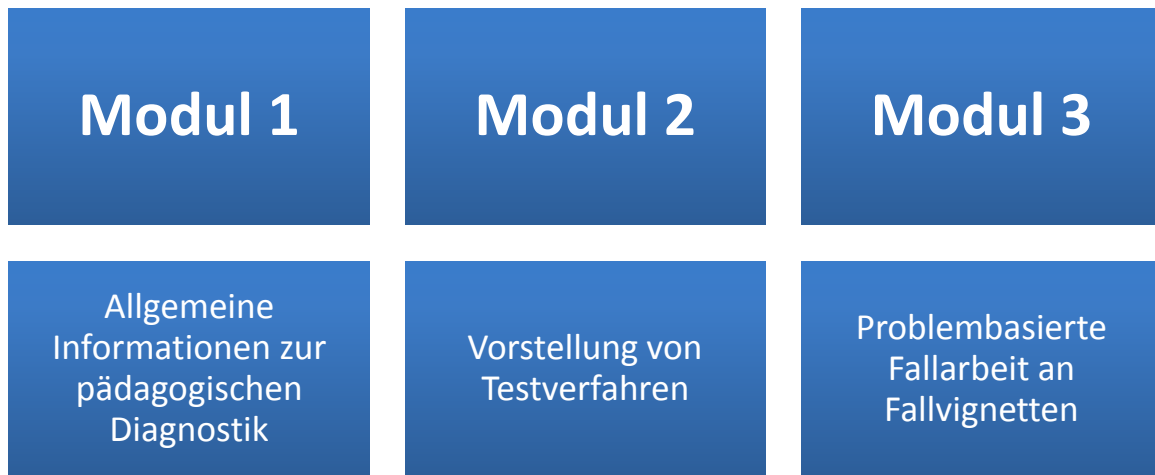 Modul 1
Modul 2
Modul 3
Allgemeine
Informationen zur
pädagogischen
Diagnostik
Vorstellung von
Testverfahren
Problembasierte
Fallarbeit an
Fallvignetten